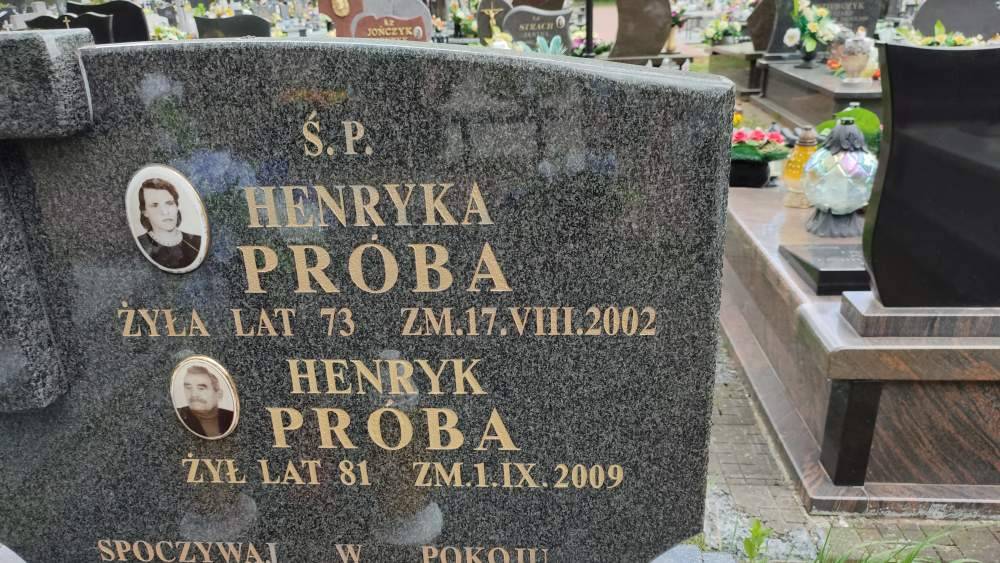 Ś.P.
JOŃCZYK
Ś. P.
HENRYKA
PRÓBA
ŻYŁA LAT 73 ZM.17.VIII.2002
HENRYK
PRÓBA
ŻYŁ LAT 81 ZM.1.IX.2009
SPOCZYWAJ W POKOJU